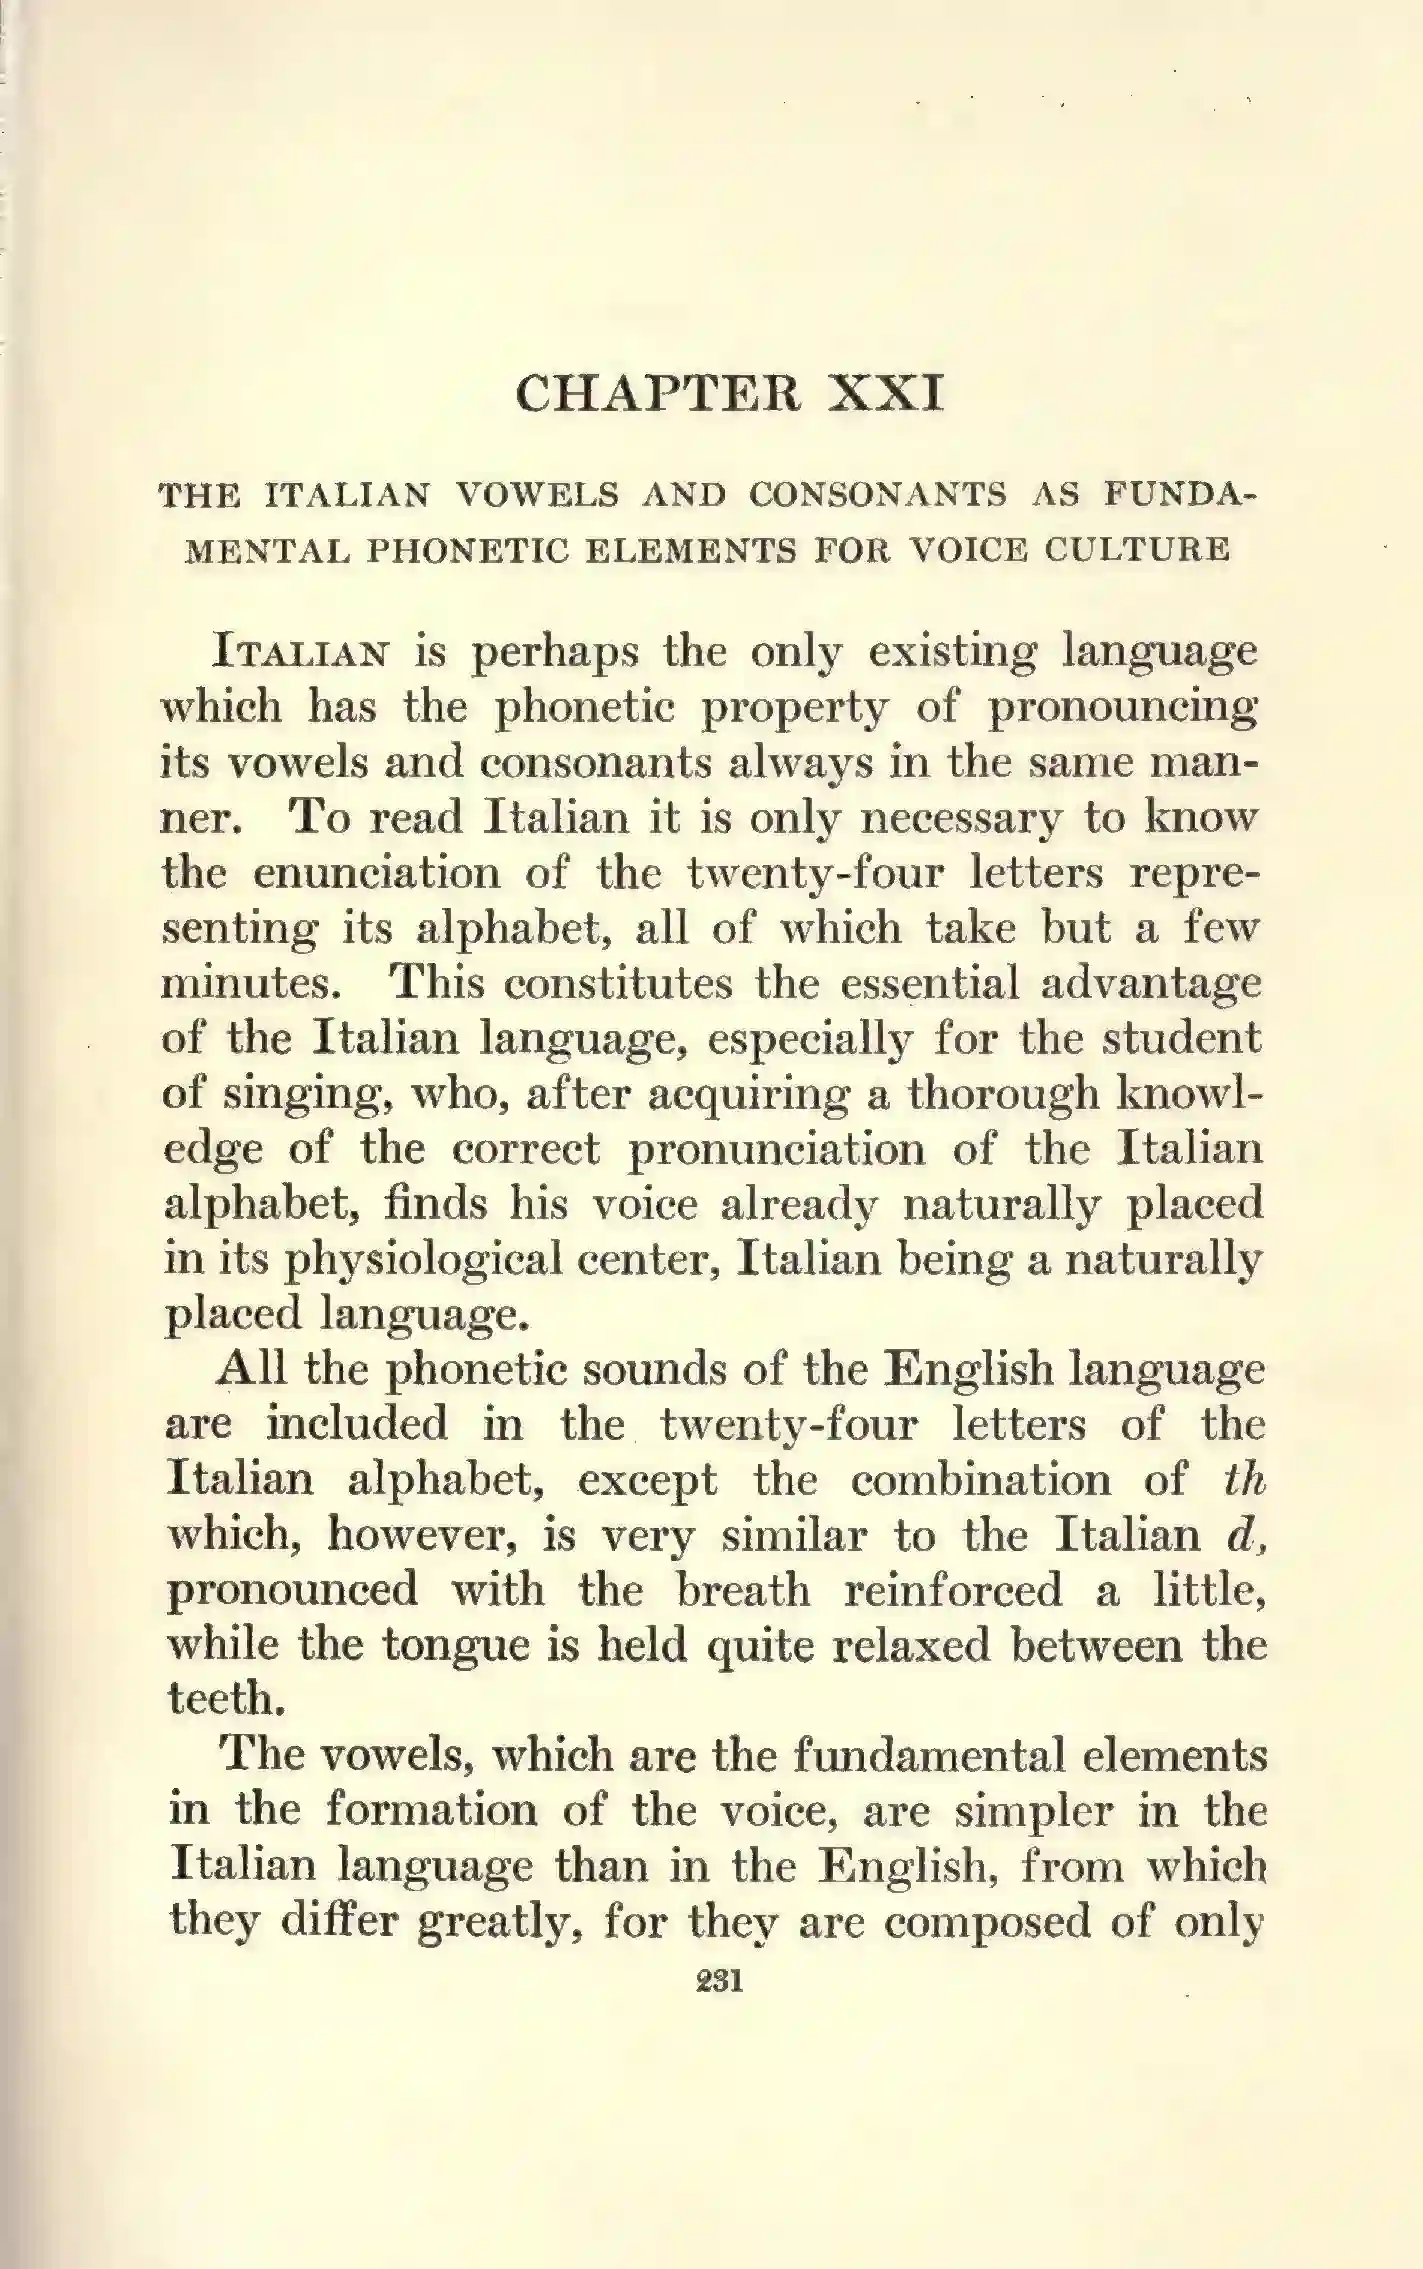 CHAPTER XXI
THE ITALIAN VOWELS AND CONSONANTS AS FUNDA-
MENTAL PHONETIC ELEMENTS FOR VOICE CULTURE
ITALIAN is perhaps the only existing language
which has the phonetic property of pronouncing
its vowels and consonants always in the same man-
ner. To read Italian it is only necessary to know
the enunciation of the twenty-four letters repre-
senting its alphabet, all of which take but a few
minutes. This constitutes the essential advantage
of the Italian language, especially for the student
of singing, who, after acquiring a thorough knowl-
edge of the correct pronunciation of the Italian
alphabet, finds his voice already naturally placed
in its physiological center, Italian being a naturally
placed language.
All the phonetic sounds of the English language
are included in the twenty-four letters of the
Italian alphabet, except the combination of th
which, however, is very similar to the Italian d,
pronounced with the breath reinforced a little,
while the tongue is held quite relaxed between the
teeth.
The vowels, which are the fundamental elements
in the formation of the voice, are simpler in the
Italian language than in the English, from which
they differ greatly, for they are composed of only
231